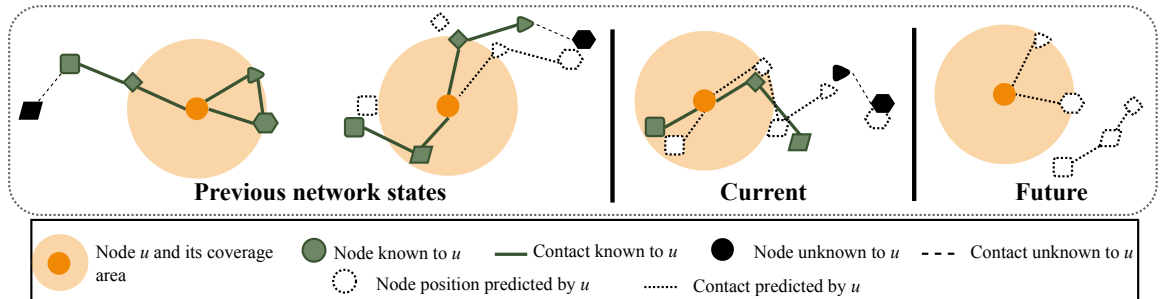 Previous network states
Current
Future
Node u and its coverage
area
Node known to u
Contact known to u
Node unknown to u
Contact unknown to u
Node position predicted by u
Contact predicted by u